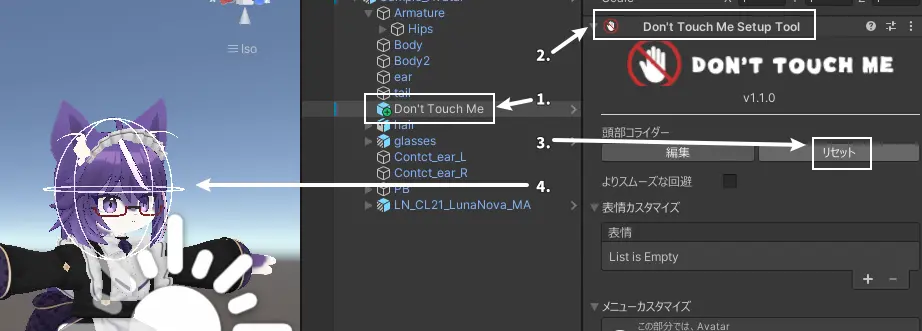 Iso
Armature
Hips
Body
Body2
ear
tail
Don't Touch Me
hair
glasses
Contct_ear_L
Contct_ear_R
PB
LN_CL21_LunaNova_MA
1.
2.
3.
4.
Don't Touch Me Setup Tool
DON'T TOUCH ME
v1.1.0
頭部コライダー
編集
リセット
よりスムーズな回避
表情カスタマイズ
表情
List is Empty
+ −
メニューカスタマイズ
この部分では、Avatar